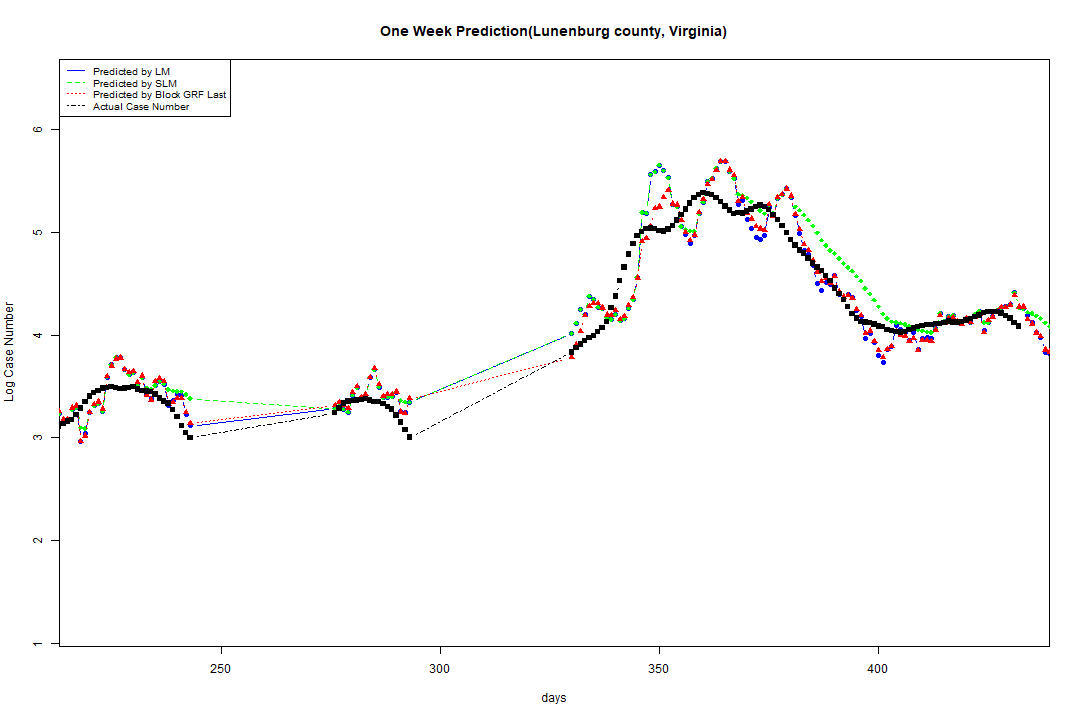 One Week Prediction(Lunenburg county, Virginia)
Predicted by LM
Predicted by SLM
Predicted by Block GRF Last
Actual Case Number
6
5
4
3
2
1
Log Case Number
250 300 350 400
days